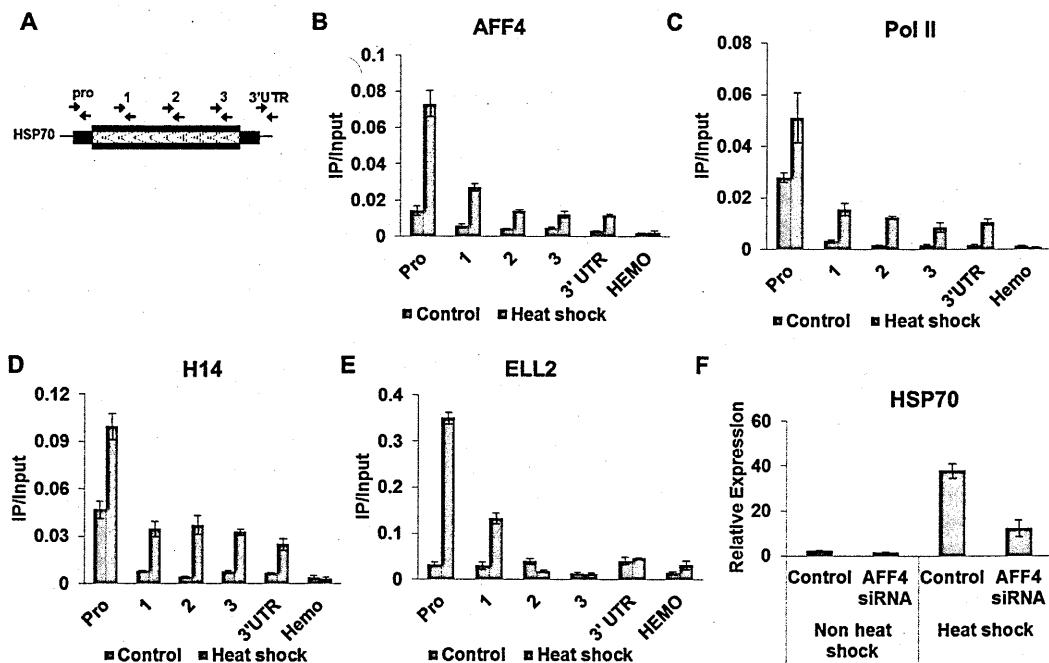 A
pro
1
2
3
3'UTR
HSP70
B
AFF4
IP/Input
0.1
0.08
0.06
0.04
0.02
0
Pro
1
2
3
3' UTR
HEMO
Control
Heat shock
C
Pol II
IP/Input
0.08
0.06
0.04
0.02
0
Pro
1
2
3
3'UTR
Hemo
Control
Heat shock
D
H14
IP/Input
0.12
0.09
0.06
0.03
0
Pro
1
2
3
3'UTR
Hemo
Control
Heat shock
E
ELL2
IP/Input
0.4
0.3
0.2
0.1
0
Pro
1
2
3
3' UTR
HEMO
Control
Heat shock
F
HSP70
Relative Expression
60
40
20
0
Control
AFF4
siRNA
Control
AFF4
siRNA
Non heat
shock
Heat shock